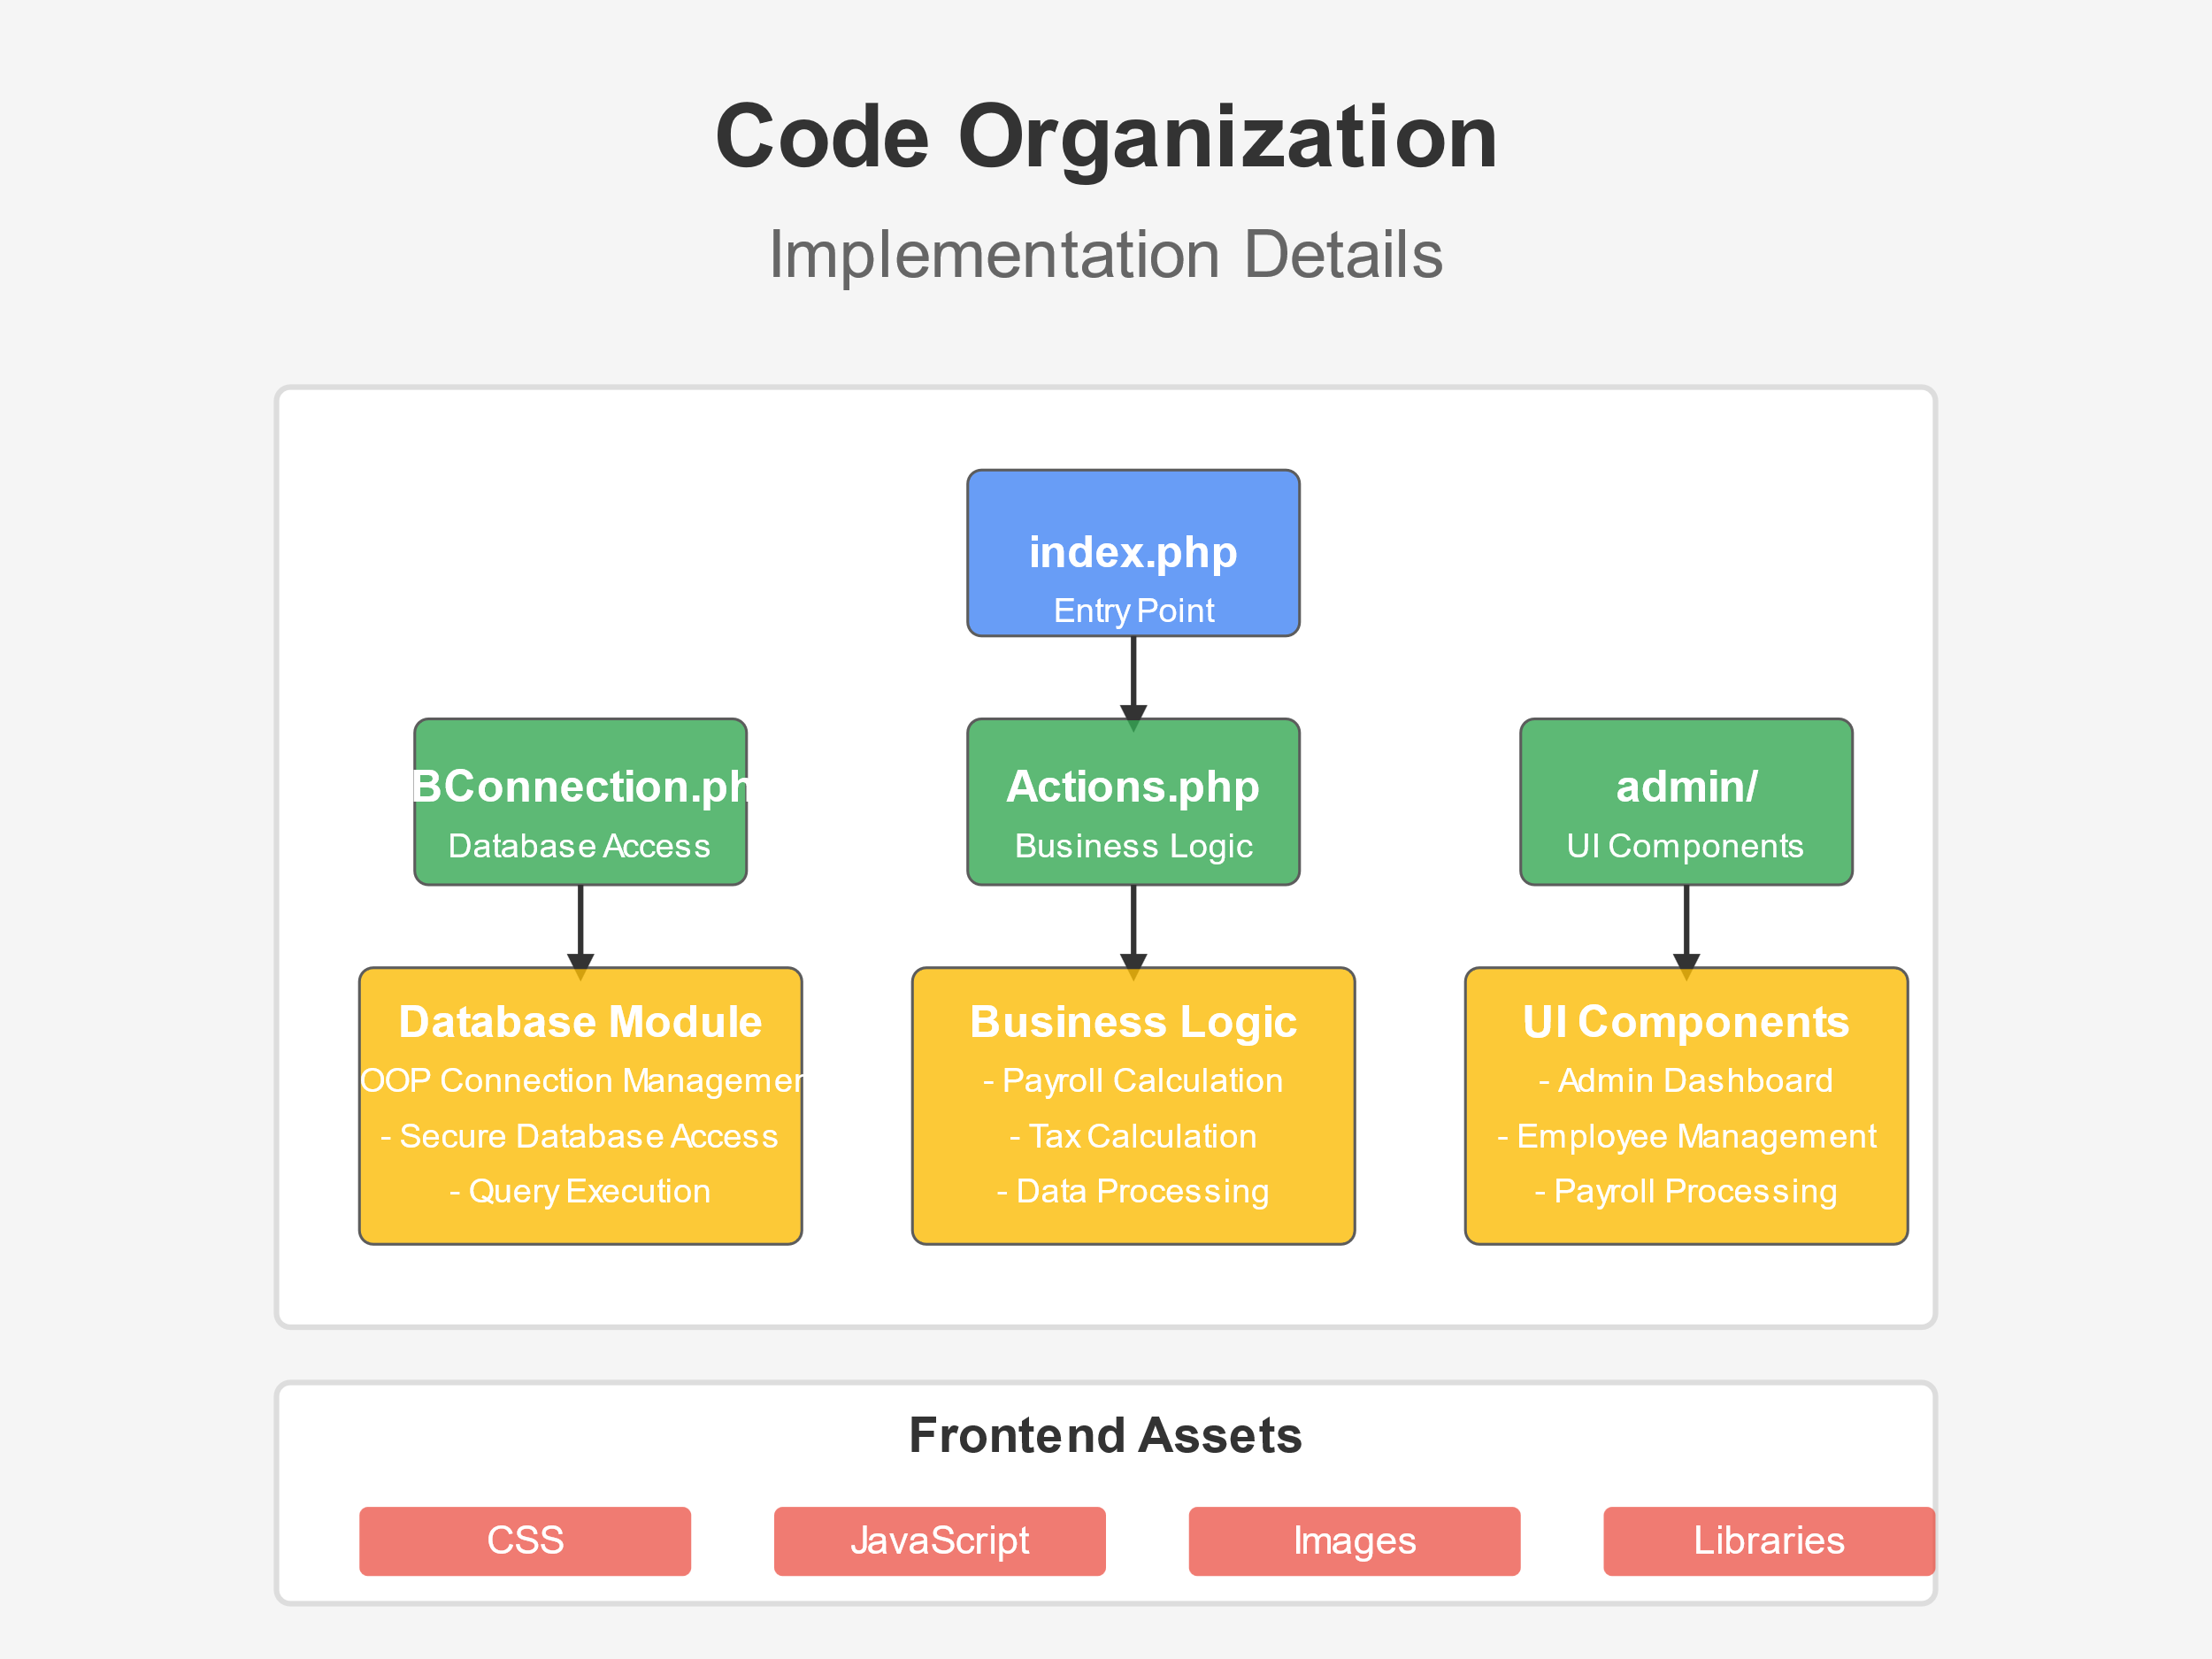 Code Organization
Implementation Details
index.php
Entry Point
BConnection.ph
Actions.php
admin/
Database Access
Business Logic
UI Components
Database Module
OOP Connection Managemen
- Secure Database Access
- Query Execution
Business Logic
- Payroll Calculation
- Tax Calculation
- Data Processing
UI Components
- Admin Dashboard
- Employee Management
- Payroll Processing
Frontend Assets
CSS
JavaScript
Images
Libraries